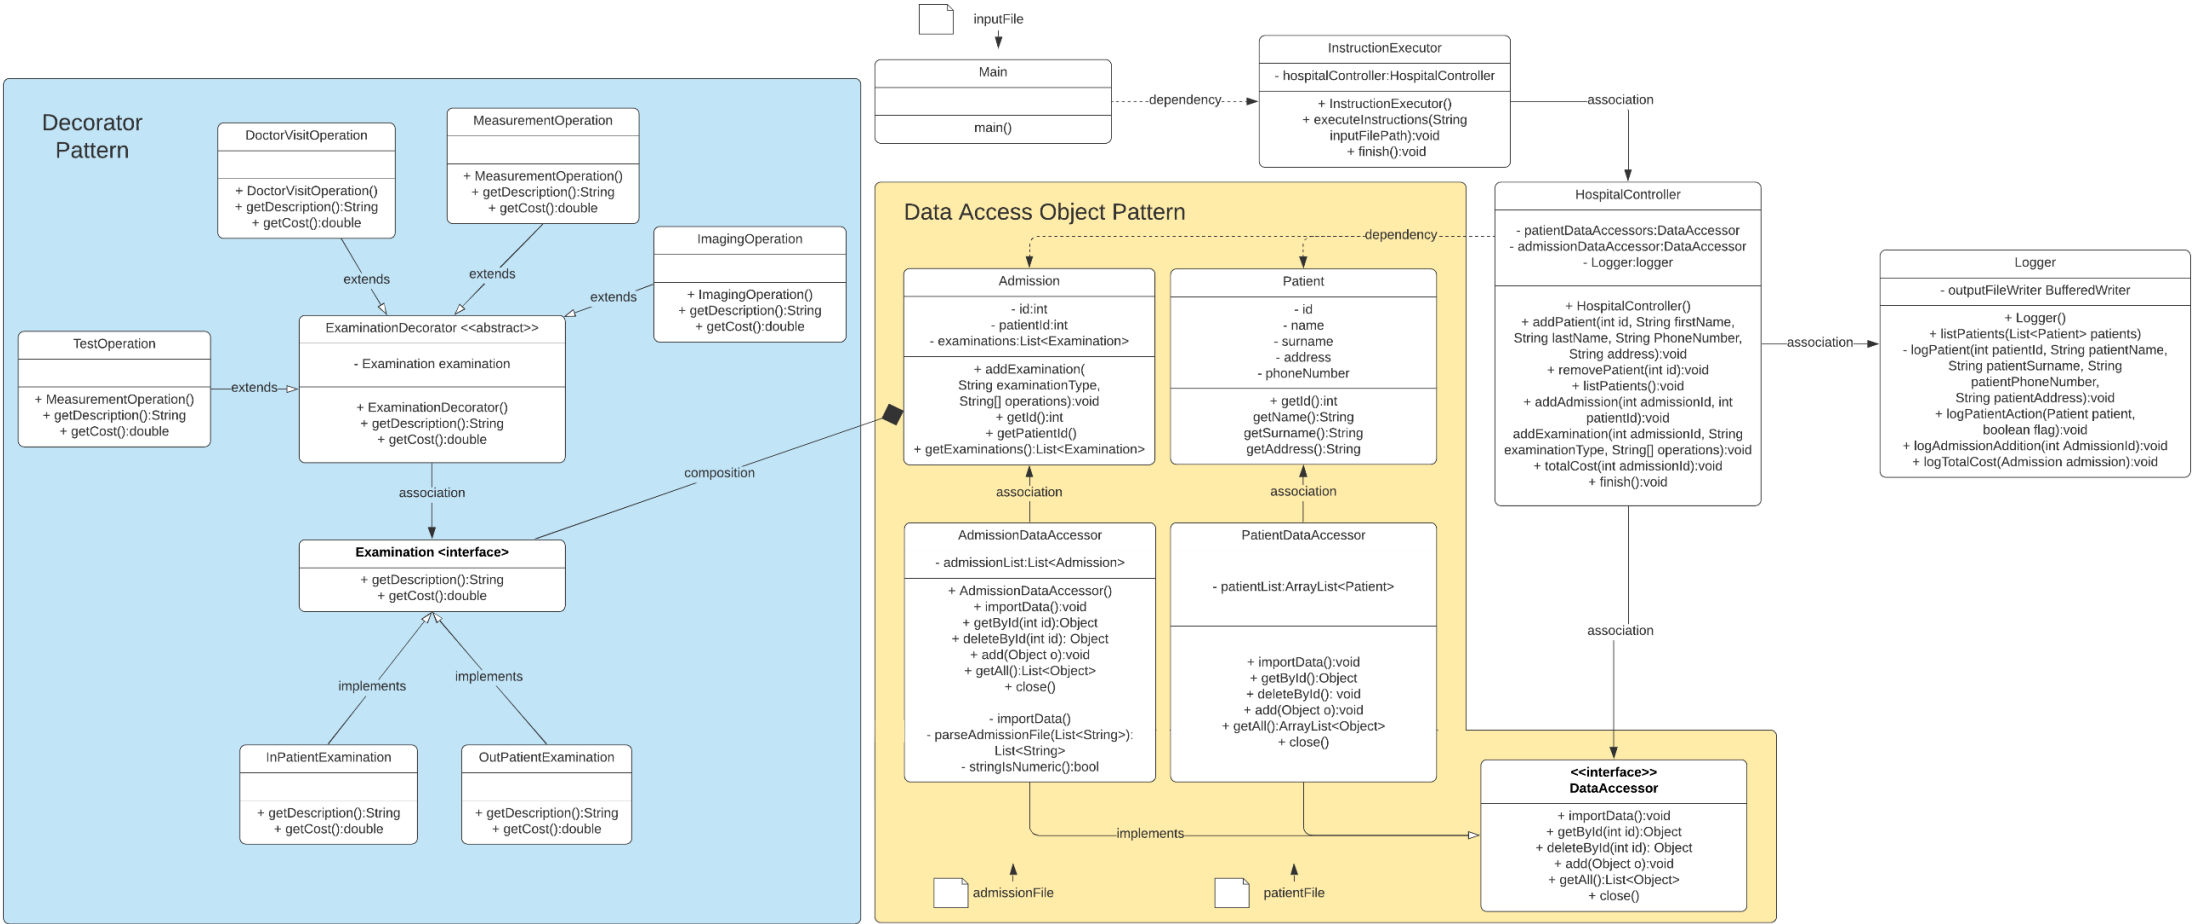 inputFile
Main
main()
dependency
InstructionExecutor
- hospitalController:HospitalController
+ InstructionExecutor()
+ executeInstructions(String
inputFilePath):void
+ finish():void
association
Decorator
Pattern
DoctorVisitOperation
+ DoctorVisitOperation()
+ getDescription():String
+ getCost():double
MeasurementOperation
+ MeasurementOperation()
+ getDescription():String
+ getCost():double
ImagingOperation
+ ImagingOperation()
+ getDescription():String
+ getCost():double
extends
extends
extends
TestOperation
+ MeasurementOperation()
+ getDescription():String
+ getCost():double
extends
ExaminationDecorator <<abstract>>
- Examination examination
+ ExaminationDecorator()
+ getDescription():String
+ getCost():double
association
composition
Examination <interface>
+ getDescription():String
+ getCost():double
implements
implements
InPatientExamination
+ getDescription():String
+ getCost():double
OutPatientExamination
+ getDescription():String
+ getCost():double
Data Access Object Pattern
dependency
Admission
- id:int
- patientId:int
- examinations:List<Examination>
+ addExamination(
String examinationType,
String[] operations):void
+ getId():int
+ getPatientId()
+ getExaminations():List<Examination>
Patient
- id
- name
- surname
- address
- phoneNumber
+ getId():int
getName():String
getSurname():String
getAddress():String
association
association
AdmissionDataAccessor
- admissionList:List<Admission>
+ AdmissionDataAccessor()
+ importData():void
+ getById(int id):Object
+ deleteById(int id): Object
+ add(Object o):void
+ getAll():List<Object>
+ close()
- importData()
- parseAdmissionFile(List<String>):
List<String>
- stringIsNumeric():bool
PatientDataAccessor
- patientList:ArrayList<Patient>
+ importData():void
+ getById():Object
+ deleteById(): void
+ add(Object o):void
+ getAll():ArrayList<Object>
+ close()
implements
admissionFile
patientFile
HospitalController
- patientDataAccessors:DataAccessor
- admissionDataAccessor:DataAccessor
- Logger:logger
+ HospitalController()
+ addPatient(int id, String firstName,
String lastName, String PhoneNumber,
String address):void
+ removePatient(int id):void
+ listPatients():void
+ addAdmission(int admissionId, int
patientId):void
addExamination(int admissionId, String
examinationType, String[] operations):void
+ totalCost(int admissionId):void
+ finish():void
association
Logger
- outputFileWriter BufferedWriter
+ Logger()
+ listPatients(List<Patient> patients)
- logPatient(int patientId, String patientName,
String patientSurname, String
patientPhoneNumber,
String patientAddress):void
+ logPatientAction(Patient patient,
boolean flag):void
+ logAdmissionAddition(int AdmissionId):void
+ logTotalCost(Admission admission):void
association
<<interface>>
DataAccessor
+ importData():void
+ getById(int id):Object
+ deleteById(int id): Object
+ add(Object o):void
+ getAll():List<Object>
+ close()